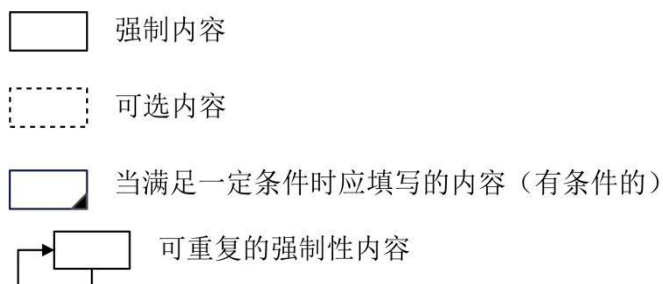 强制内容
可选内容
当满足一定条件时应填写的内容（有条件的）
可重复的强制性内容